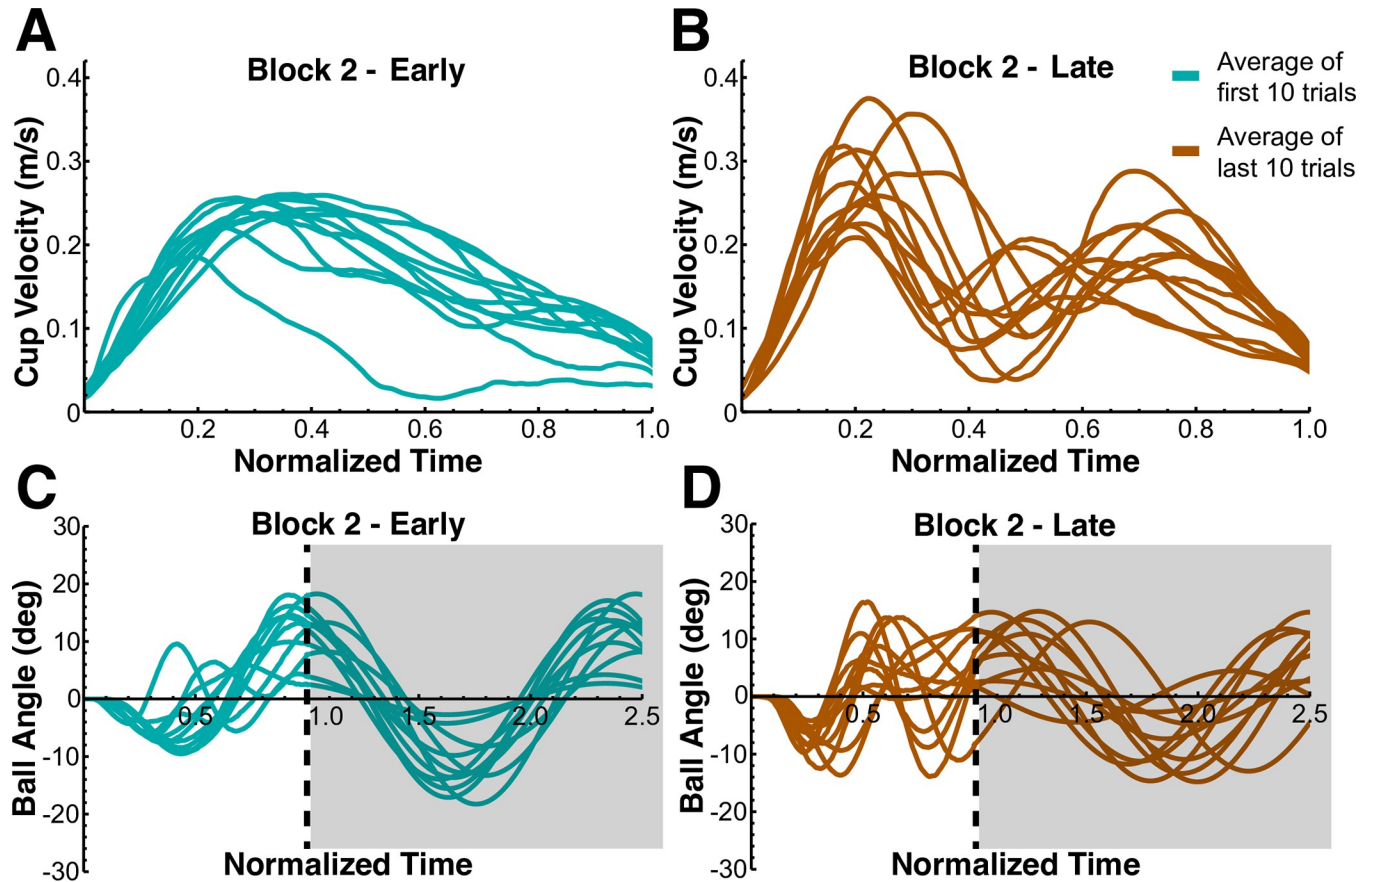 A
Block 2 - Early
Cup Velocity (m/s)
0.4
0.3
0.2
0.1
0
0.2 0.4 0.6 0.8 1.0
Normalized Time
B
Block 2 - Late
Average of
first 10 trials
Average of
last 10 trials
Cup Velocity (m/s)
0.4
0.3
0.2
0.1
0
0.2 0.4 0.6 0.8 1.0
Normalized Time
C
Block 2 - Early
Ball Angle (deg)
30
20
10
0
-10
-20
-30
0.5 1.0 1.5 2.0 2.5
Normalized Time
D
Block 2 - Late
Ball Angle (deg)
30
20
10
0
-10
-20
-30
0.5 1.0 1.5 2.0 2.5
Normalized Time